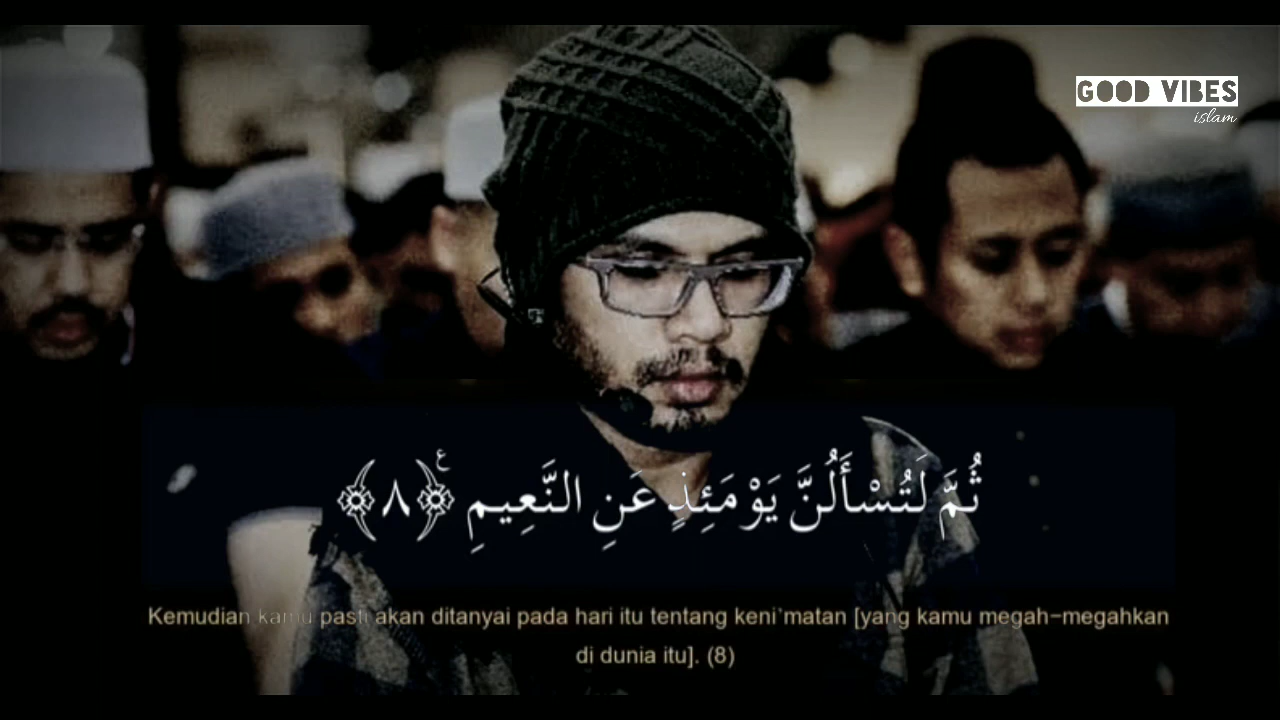 GOOD VIBES
islam
ثُمَّ لَتُسْأَلُنَّ يَوْمَئِذٍ عَنِ النَّعِيمِ ﴿٨﴾ ع
Kemudian kamu pasti akan ditanyai pada hari itu tentang keni'matan [yang kamu megah-megahkan
di dunia itu]. (8)